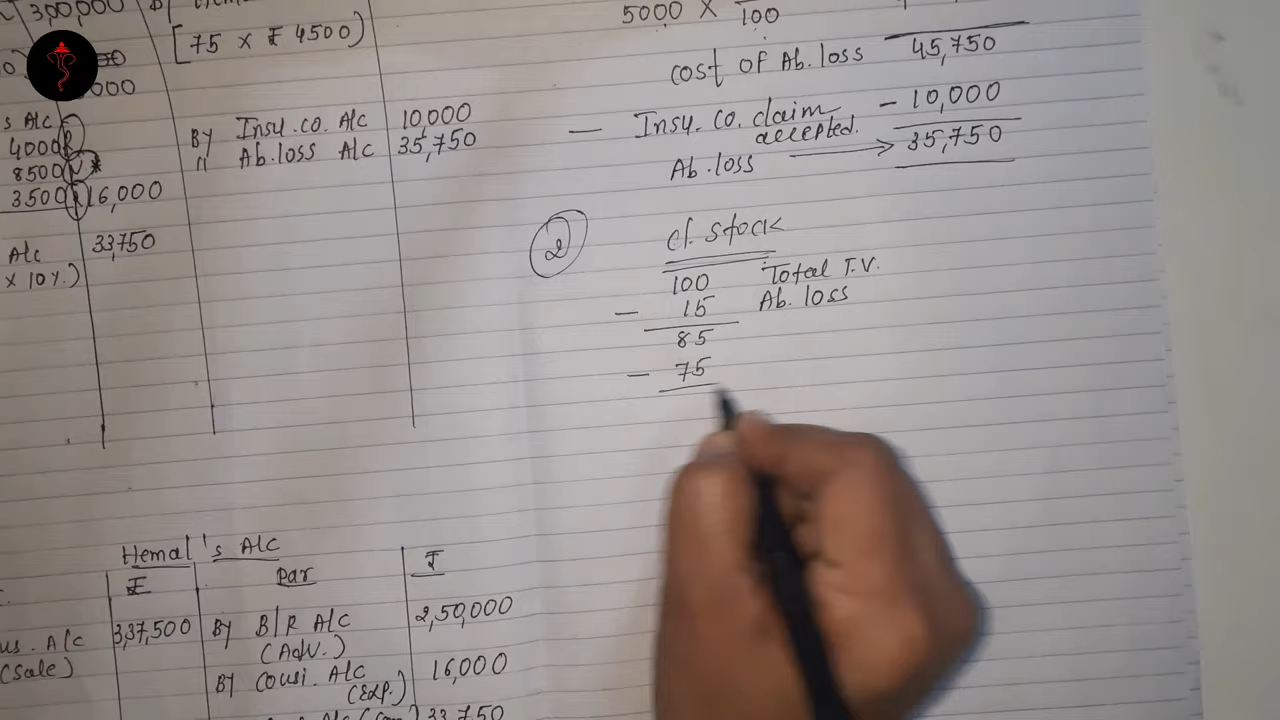 3,00,000 By
[75 × ₹ 4500)
000
s A/c
4000
8500
3500 16,000
A/c 33,750
× 10%)
By Insu. co. A/c 10,000
" Ab. loss A/c 35,750
5000 × 100
cost of Ab. loss 45,750
— Insu. co. claim accepted. - 10,000
Ab. loss → 35,750
2 cl. stock
100 Total T.V.
— 15 Ab. loss
85
— 75
Hemal's A/c
₹ Par ₹
us. A/c 3,37,500 By B/R A/c 2,50,000
(Sale) (Adv.)
By Cousi. A/c 16,000
(Exp.)
33,750